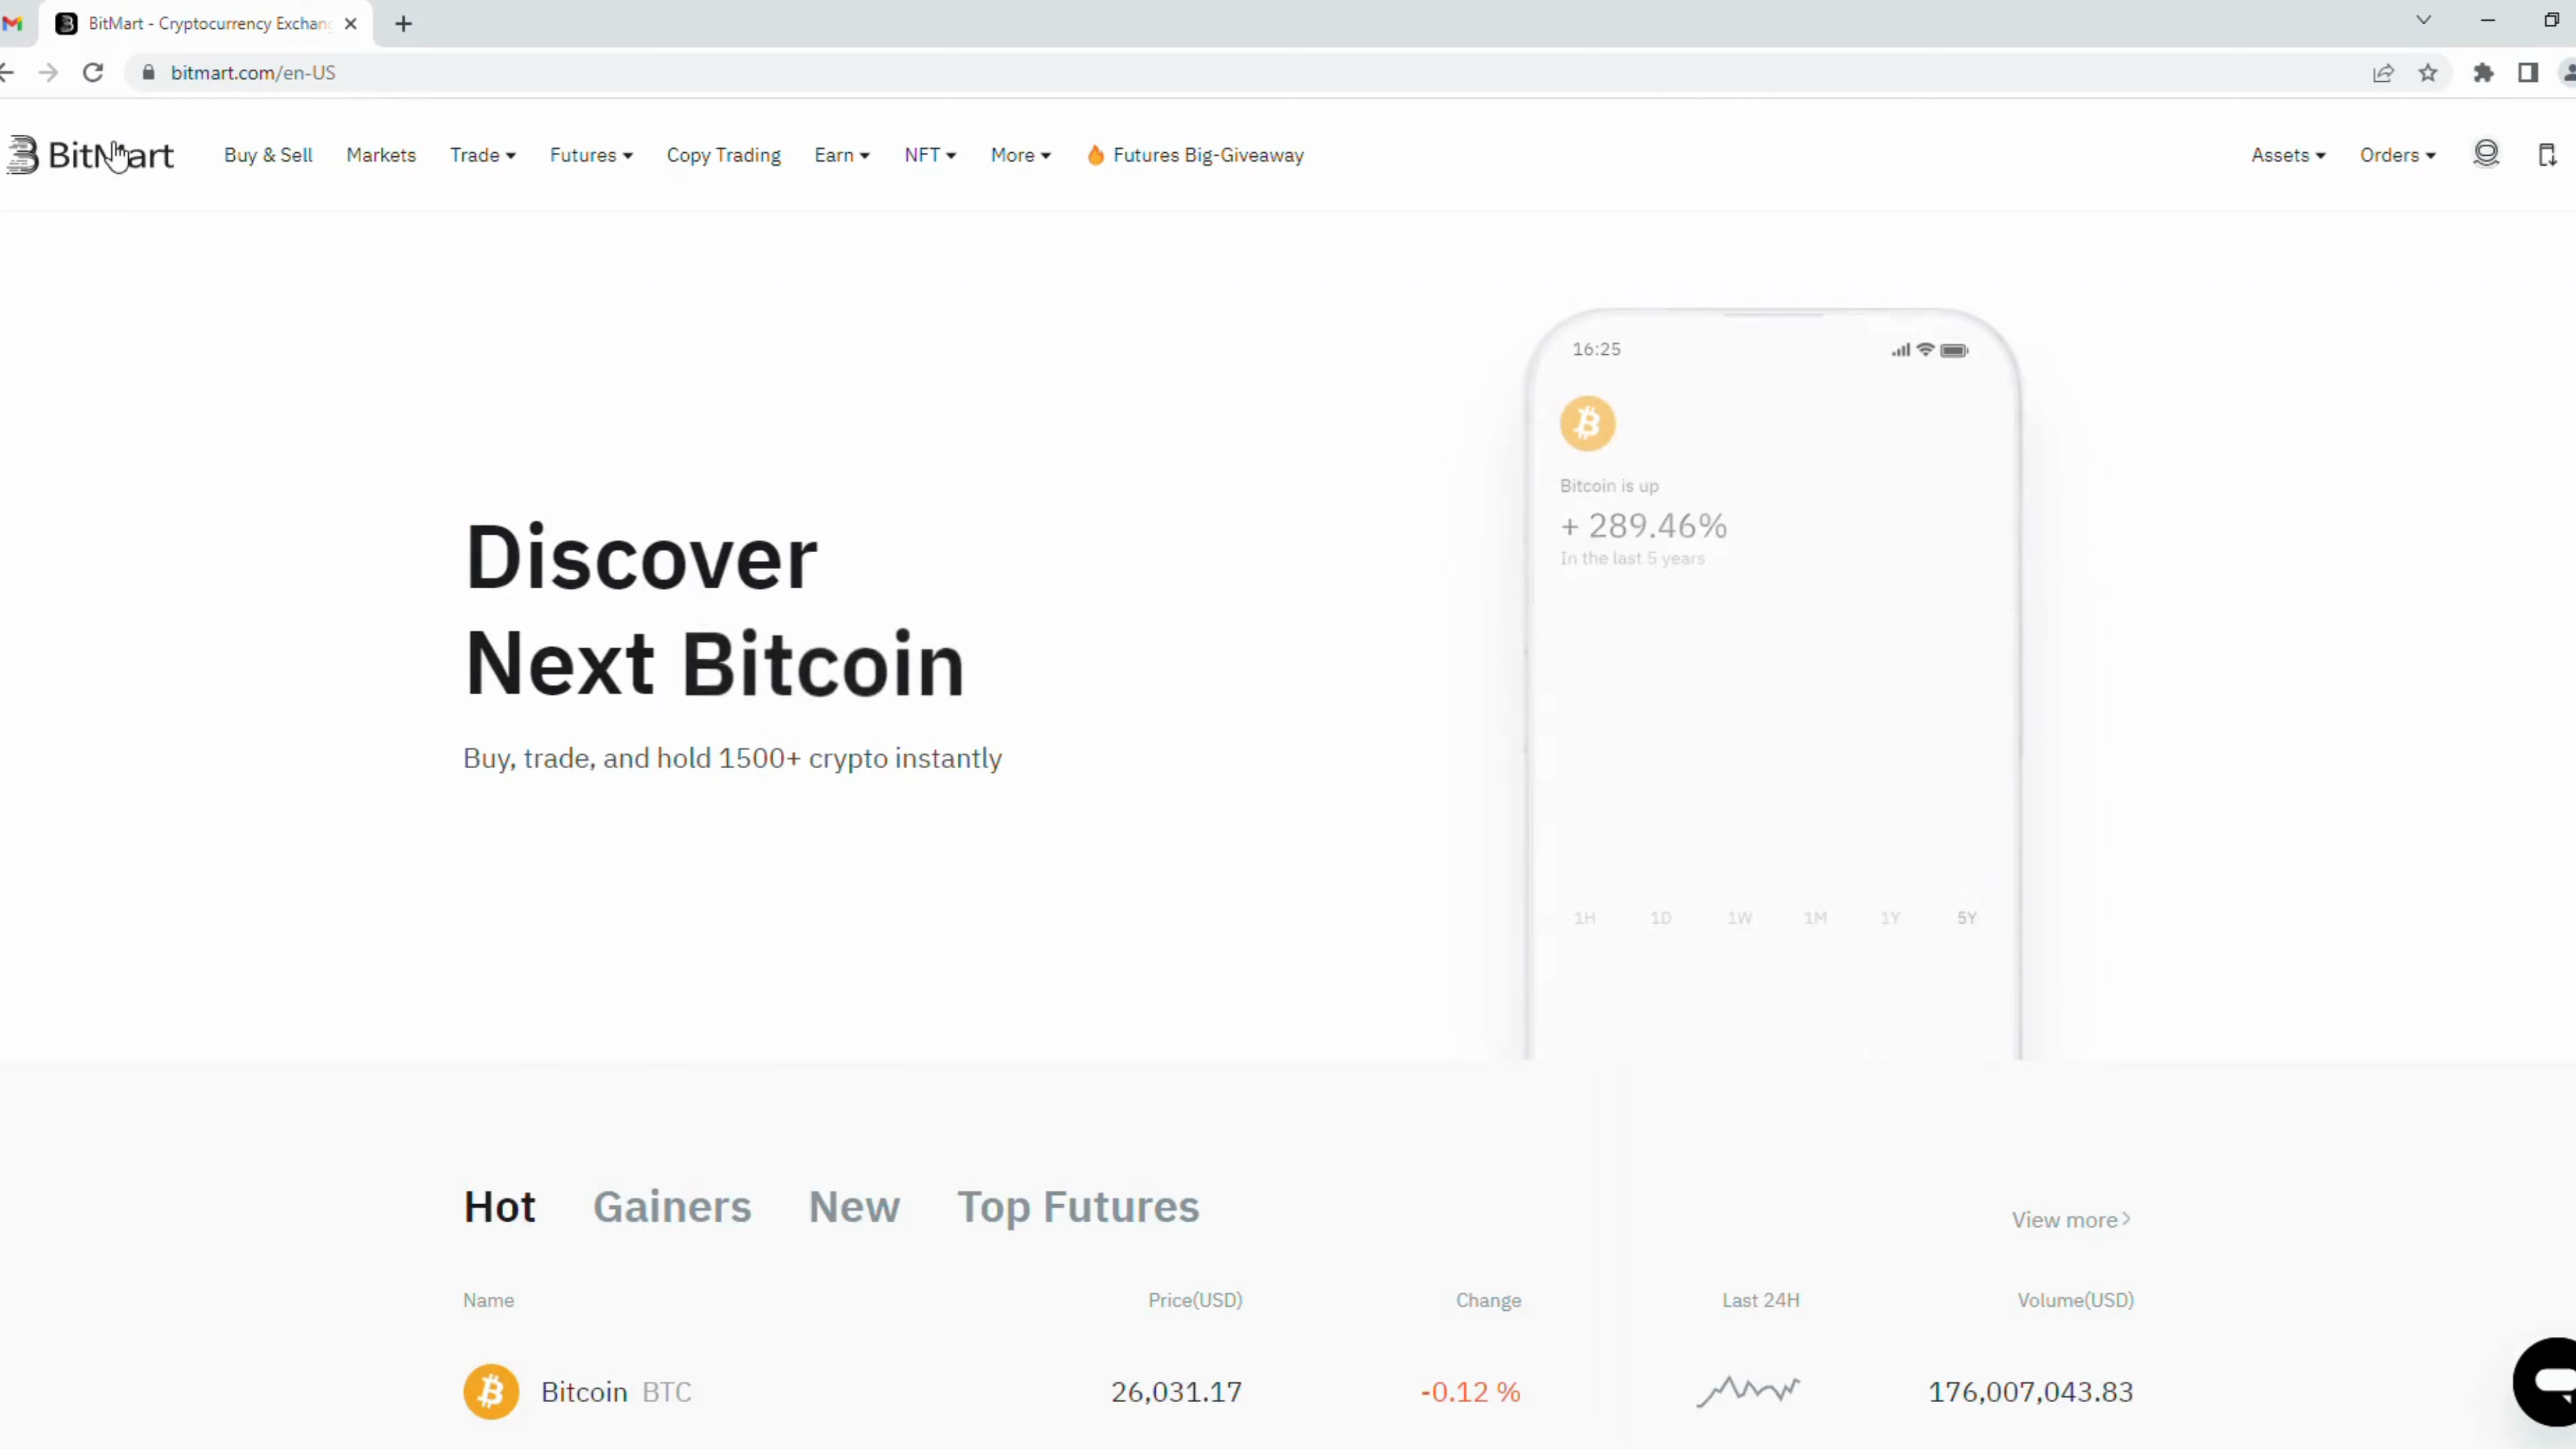 BitMart - Cryptocurrency Exchan
bitmart.com/en-US
BitMart
Buy & Sell
Markets
Trade
Futures
Copy Trading
Earn
NFT
More
Futures Big-Giveaway
Assets
Orders
16:25
Bitcoin is up
+ 289.46%
In the last 5 years
Discover
Next Bitcoin
Buy, trade, and hold 1500+ crypto instantly
1H 1D 1W 1M 1Y 5Y
Hot Gainers New Top Futures
View more
Name Price(USD) Change Last 24H Volume(USD)
Bitcoin BTC 26,031.17 -0.12 % 176,007,043.83